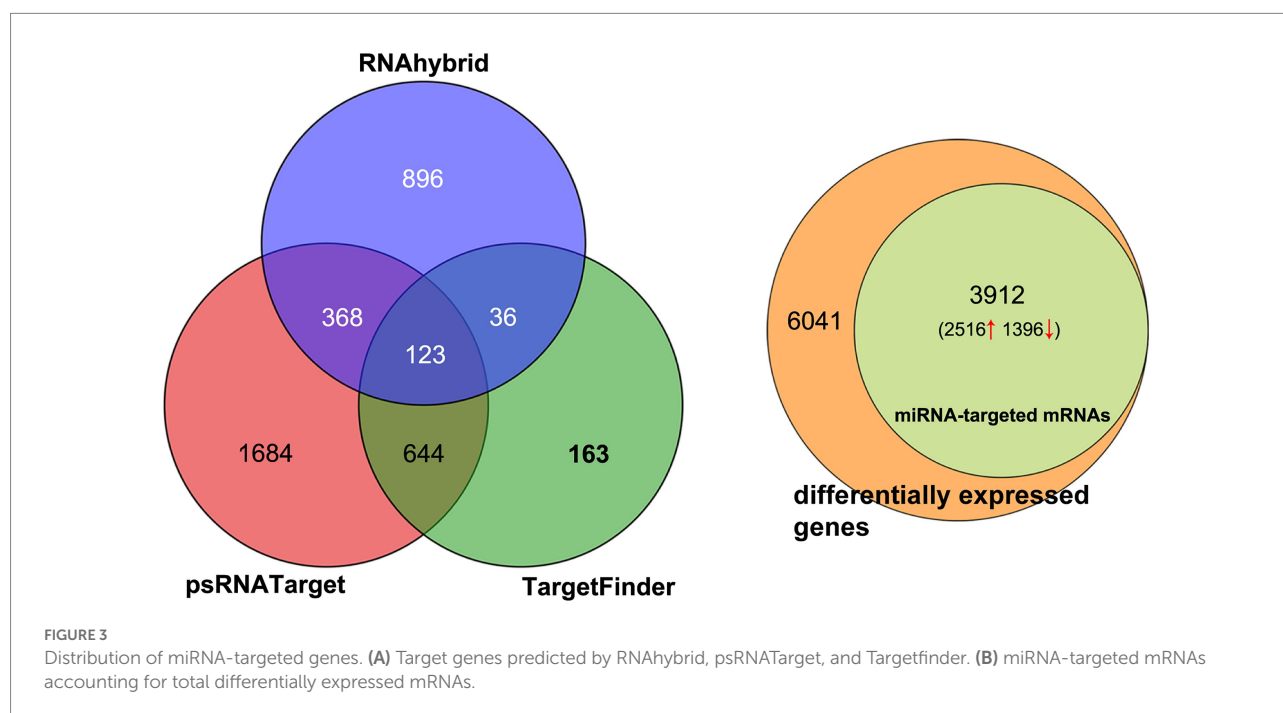 RNAhybrid
896
368
36
123
1684
644
163
psRNATarget
TargetFinder
6041
3912
(2516↑ 1396↓)
miRNA-targeted mRNAs
differentially expressed
genes
FIGURE 3
Distribution of miRNA-targeted genes. (A) Target genes predicted by RNAhybrid, psRNATarget, and Targetfinder. (B) miRNA-targeted mRNAs
accounting for total differentially expressed mRNAs.